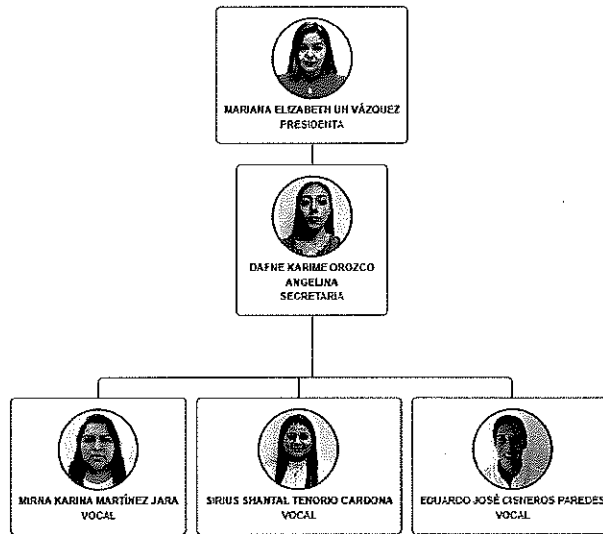 MARIANA ELIZABETH UH VÁZQUEZ
PRESIDENTA
DAFNE KARIME OROZCO
ANGELINA
SECRETARIA
MIRNA KARINA MARTÍNEZ JARA
VOCAL
SIRIUS SHANTAL TENORIO CARDONA
VOCAL
EDUARDO JOSÉ CISNEROS PAREDES
VOCAL